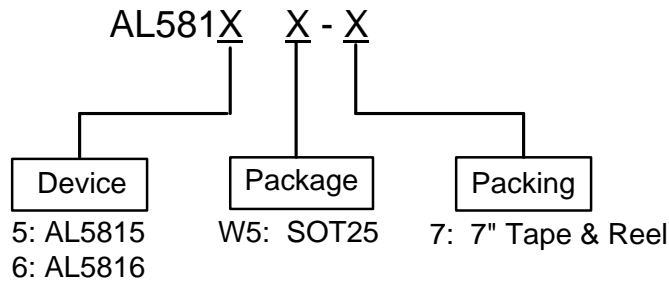 AL581X X - X
Device
Package
Packing
5: AL5815
W5: SOT25
7: 7" Tape & Reel
6: AL5816